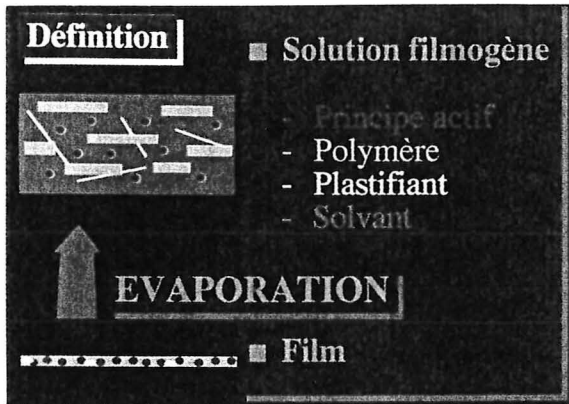 Définition
■ Solution filmogène
- Principe actif
- Polymère
- Plastifiant
- Solvant
EVAPORATION
■ Film